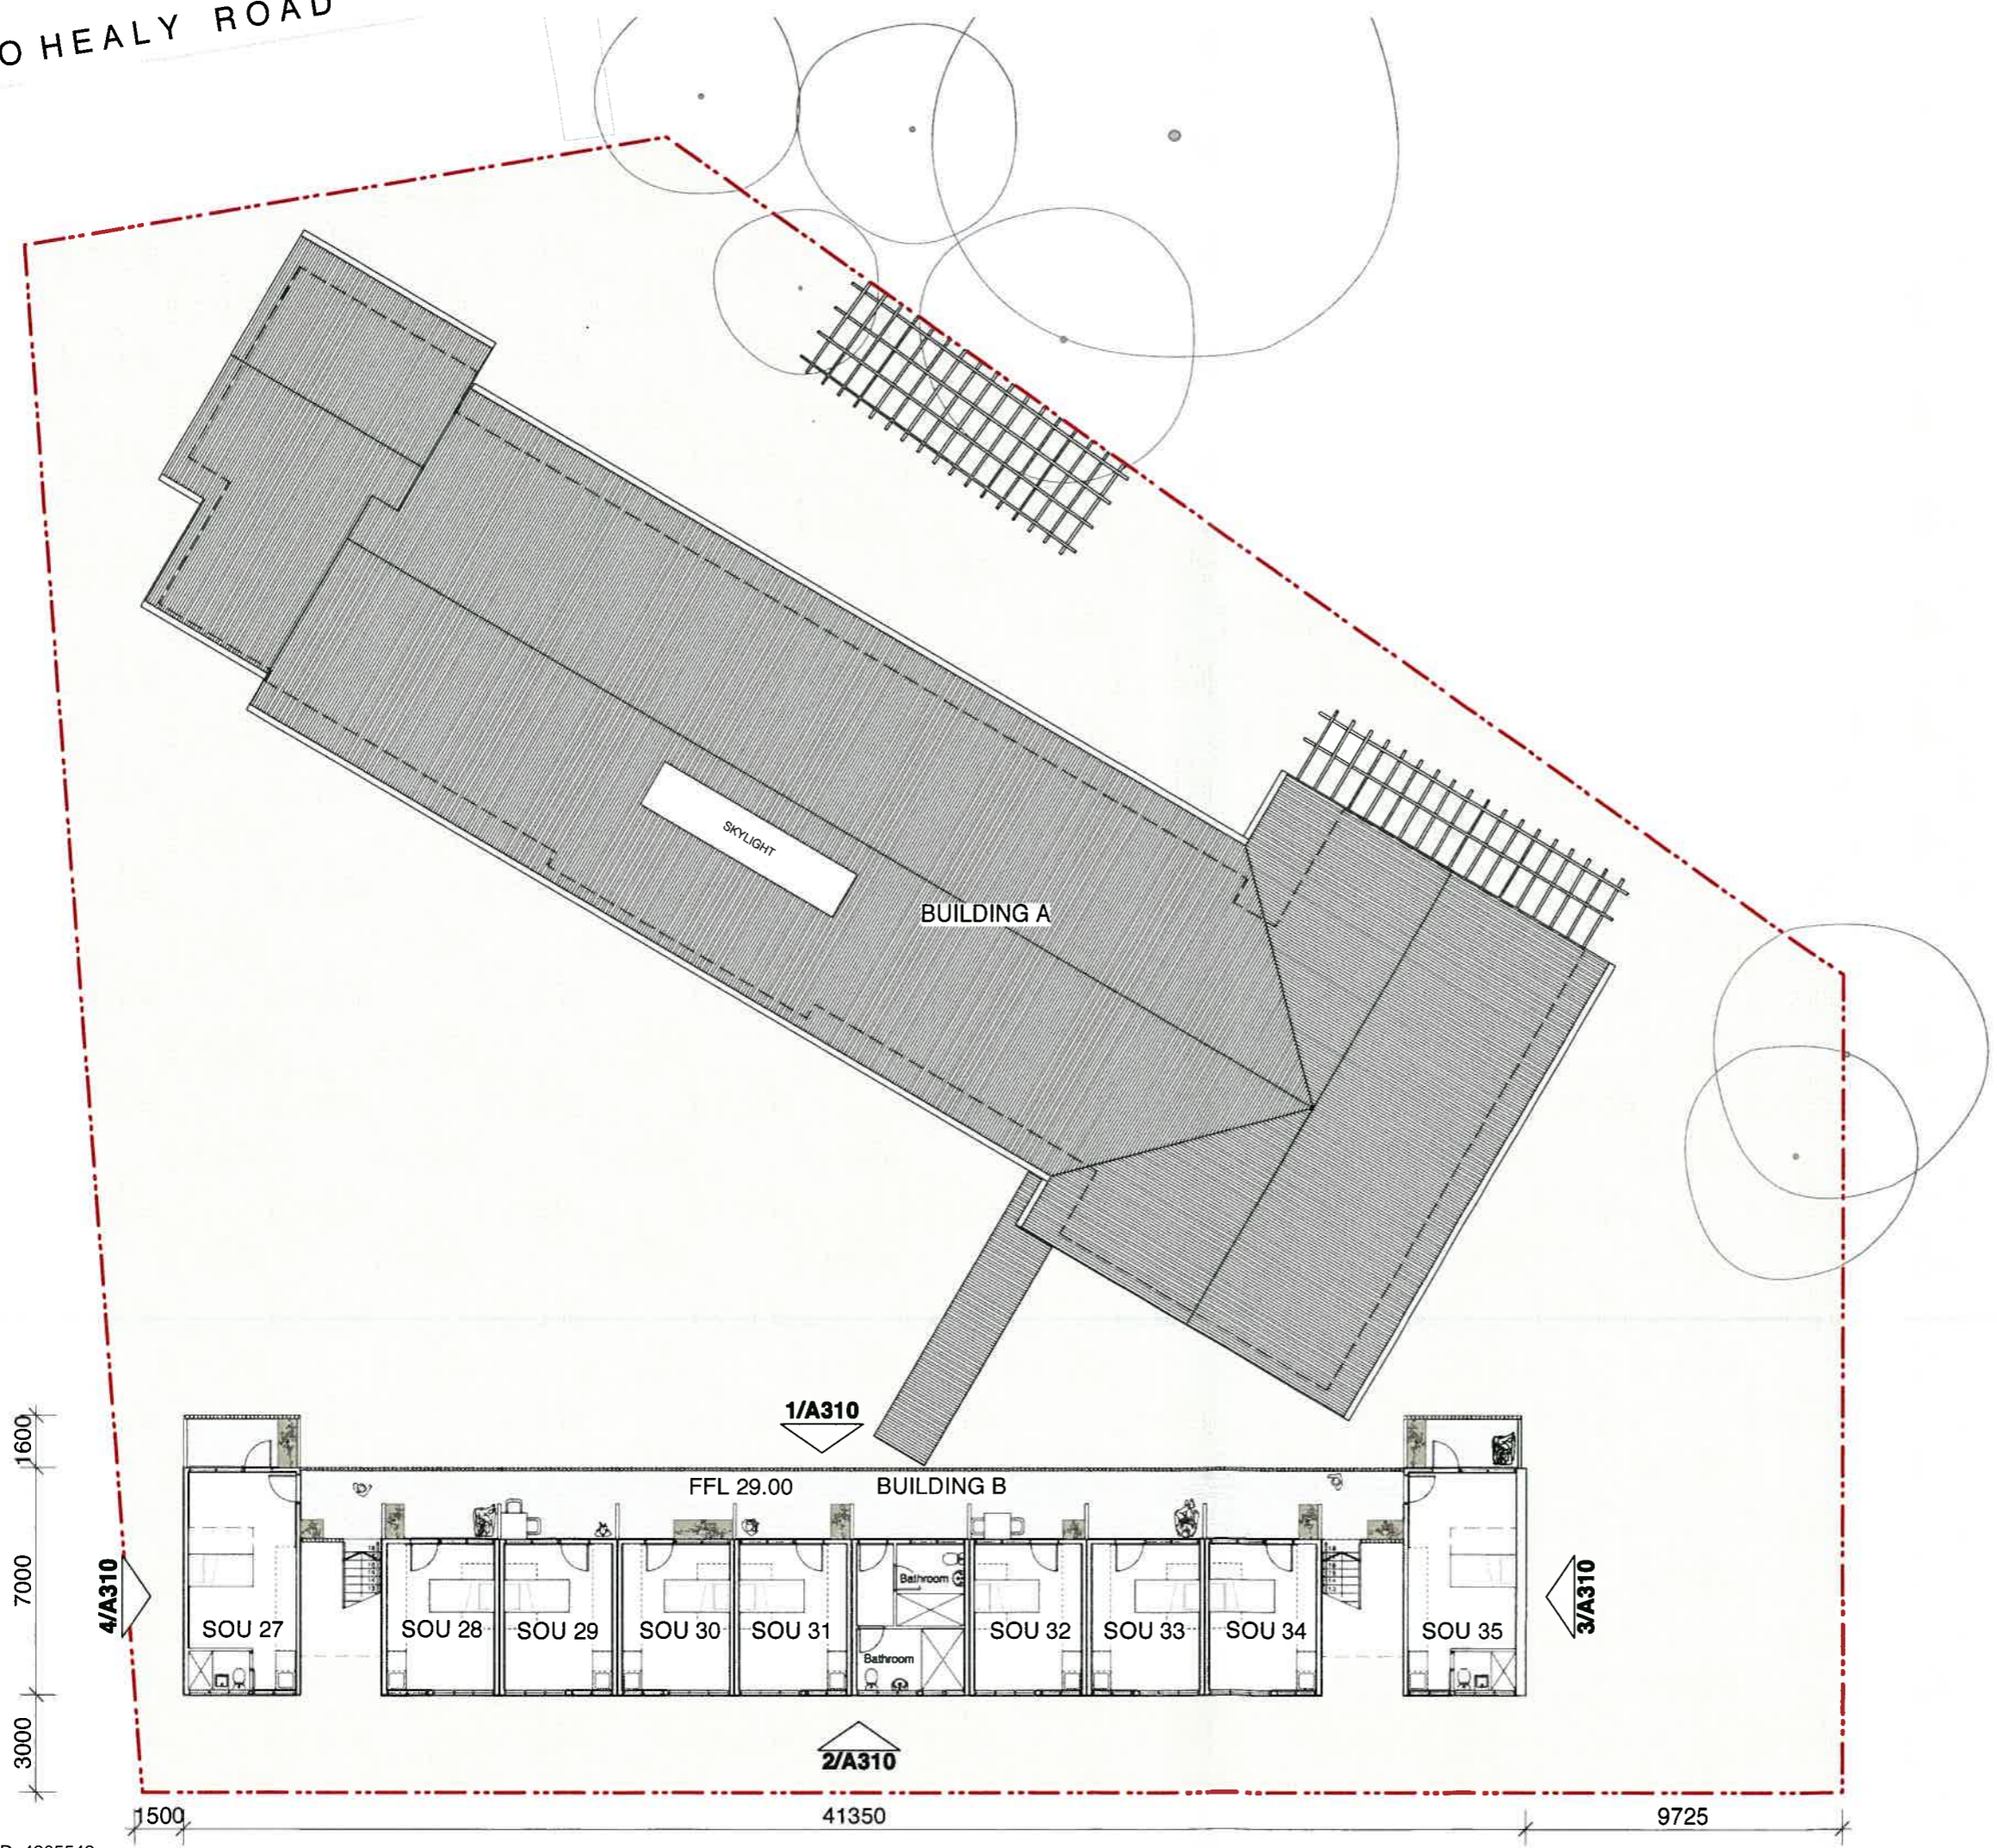 O HEALY ROAD
SKYLIGHT
BUILDING A
1/A310
FFL 29.00 BUILDING B
1600
7000
3000
4/A310
3/A310
Bathroom
SOU 27
SOU 28
SOU 29
SOU 30
SOU 31
SOU 32
SOU 33
SOU 34
SOU 35
Bathroom
2/A310
1500
41350
9725